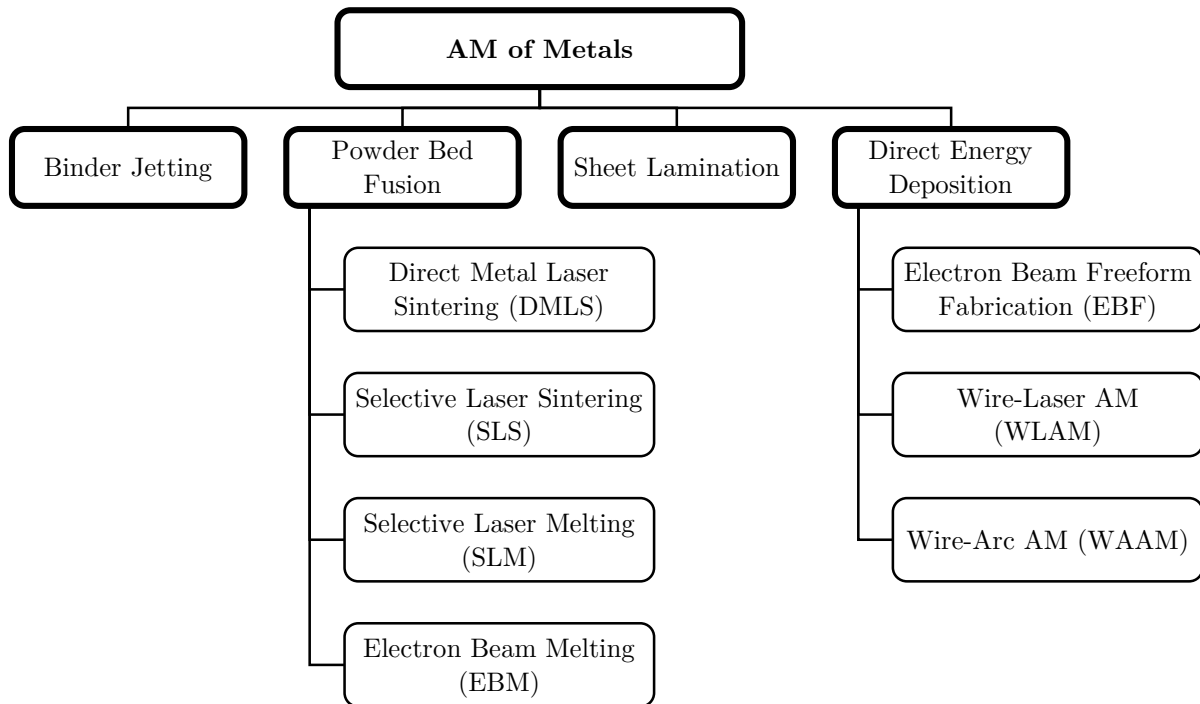 AM of Metals
Binder Jetting
Powder Bed
Fusion
Sheet Lamination
Direct Energy
Deposition
Direct Metal Laser
Sintering (DMLS)
Selective Laser Sintering
(SLS)
Selective Laser Melting
(SLM)
Electron Beam Melting
(EBM)
Electron Beam Freeform
Fabrication (EBF)
Wire-Laser AM
(WLAM)
Wire-Arc AM (WAAM)